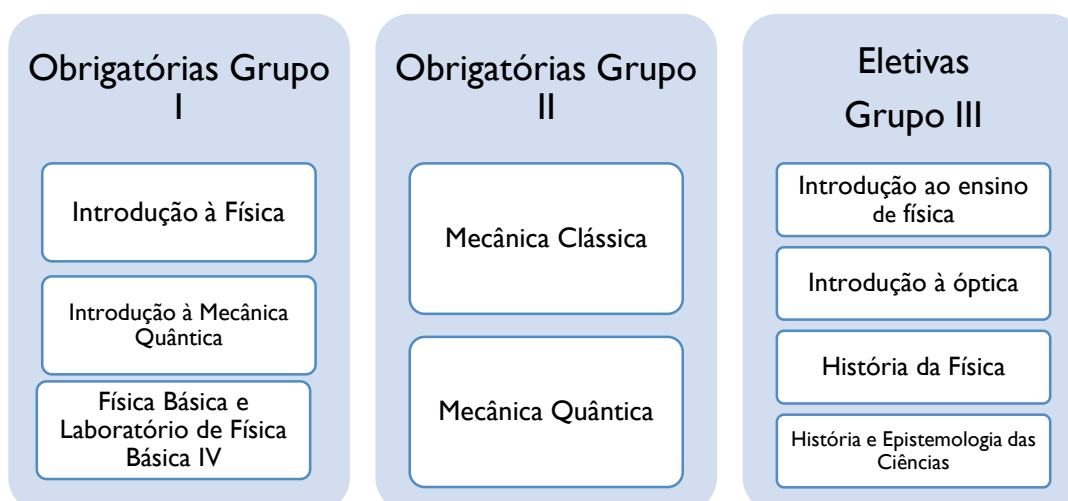 Obrigatórias Grupo
I
Introdução à Física
Introdução à Mecânica
Quântica
Física Básica e
Laboratório de Física
Básica IV
Obrigatórias Grupo
II
Mecânica Clássica
Mecânica Quântica
Eletivas
Grupo III
Introdução ao ensino
de física
Introdução à óptica
História da Física
História e Epistemologia das
Ciências